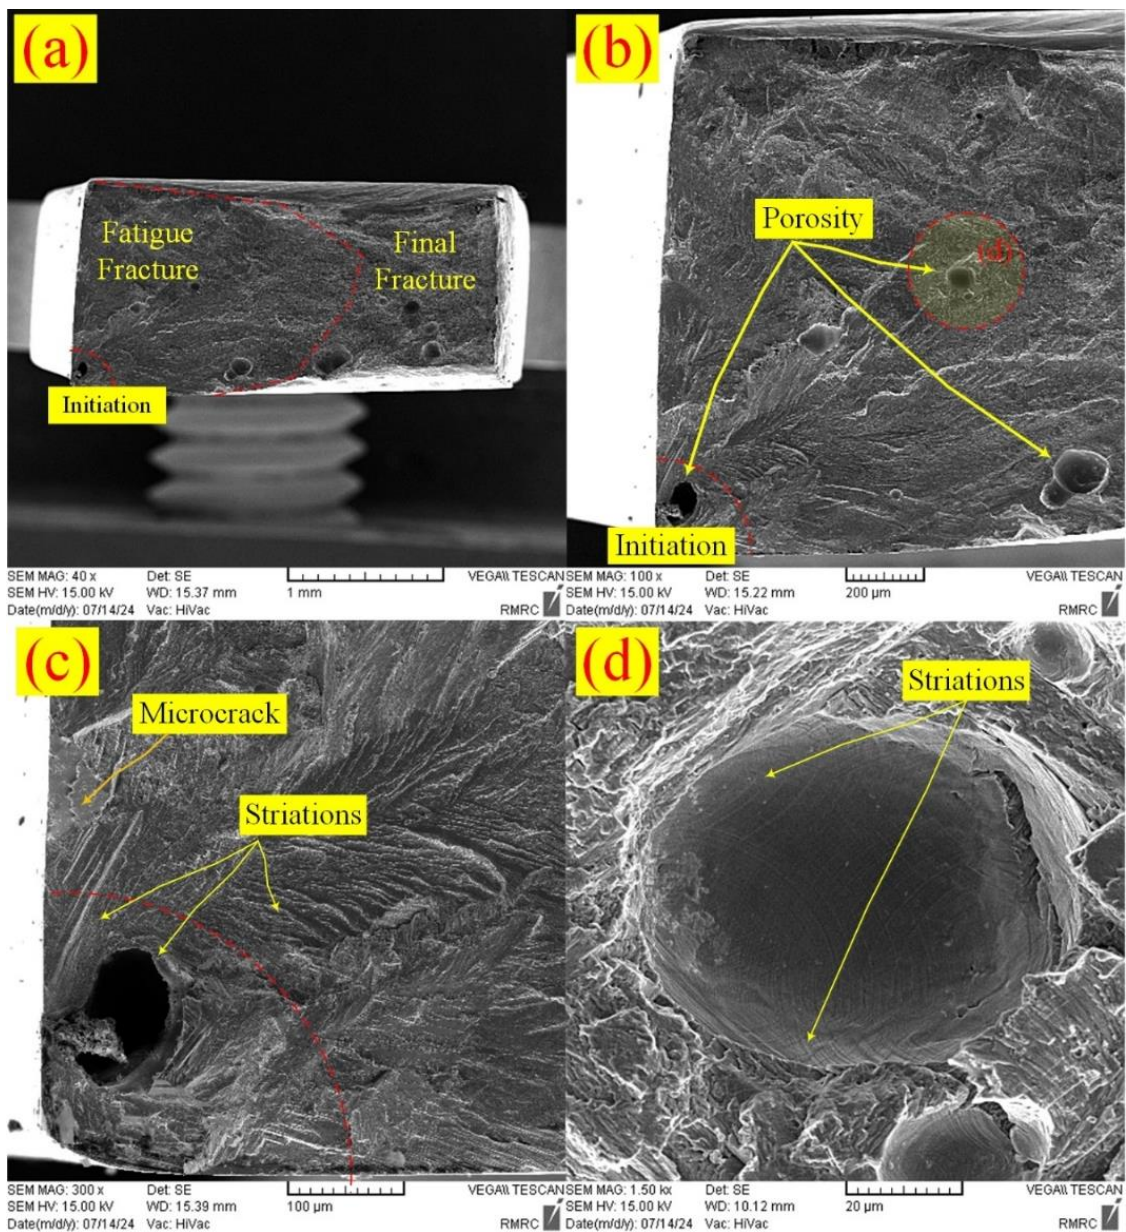 (a)
Fatigue
Fracture
Final
Fracture
Initiation
SEM MAG: 40 x Det: SE 1 mm VEGA\\ TESCAN
SEM HV: 15.00 kV WD: 15.37 mm
Date(m/d/y): 07/14/24 Vac: HiVac RMRC
(b)
Porosity
(d)
Initiation
SEM MAG: 100 x Det: SE 200 µm VEGA\\ TESCAN
SEM HV: 15.00 kV WD: 15.22 mm
Date(m/d/y): 07/14/24 Vac: HiVac RMRC
(c)
Microcrack
Striations
SEM MAG: 300 x Det: SE 100 µm VEGA\\ TESCAN
SEM HV: 15.00 kV WD: 15.39 mm
Date(m/d/y): 07/14/24 Vac: HiVac RMRC
(d)
Striations
SEM MAG: 1.50 kx Det: SE 20 µm VEGA\\ TESCAN
SEM HV: 15.00 kV WD: 10.12 mm
Date(m/d/y): 07/14/24 Vac: HiVac RMRC